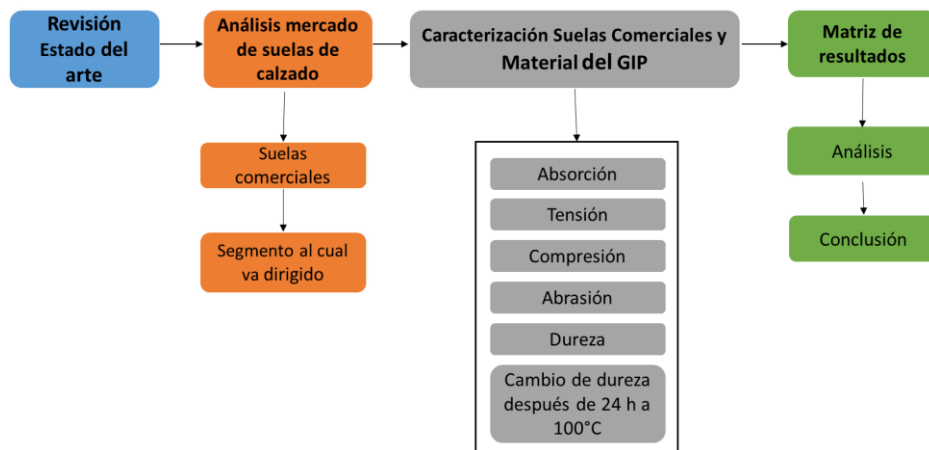 Revisión
Estado del
arte
Análisis mercado
de suelas de
calzado
Caracterización Suelas Comerciales y
Material del GIP
Matriz de
resultados
Suelas
comerciales
Segmento al cual
va dirigido
Absorción
Tensión
Compresión
Abrasión
Dureza
Cambio de dureza
después de 24 h a
100°C
Análisis
Conclusión